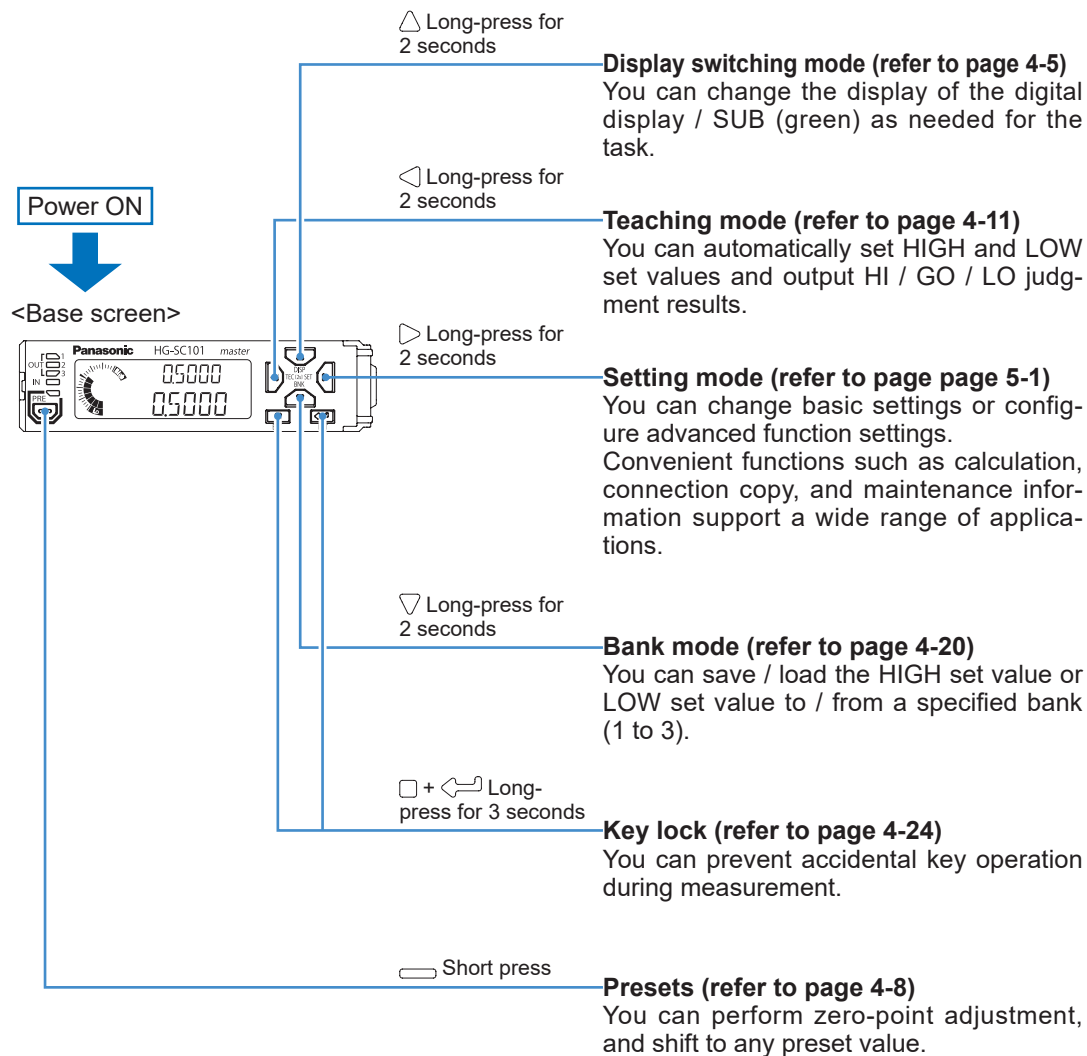 Long-press for
2 seconds
Display switching mode (refer to page 4-5)
You can change the display of the digital
display / SUB (green) as needed for the
task.
Long-press for
2 seconds
Power ON
Teaching mode (refer to page 4-11)
You can automatically set HIGH and LOW
set values and output HI / GO / LO judg-
ment results.
<Base screen>
Long-press for
2 seconds
Panasonic HG-SC101 master
OUT 1
2
3
IN
PRE
0.5000
0.5000
DISP
TEC (2s) SET
BNK
Setting mode (refer to page page 5-1)
You can change basic settings or config-
ure advanced function settings.
Convenient functions such as calculation,
connection copy, and maintenance infor-
mation support a wide range of applica-
tions.
Long-press for
2 seconds
Bank mode (refer to page 4-20)
You can save / load the HIGH set value or
LOW set value to / from a specified bank
(1 to 3).
+ Long-
press for 3 seconds
Key lock (refer to page 4-24)
You can prevent accidental key operation
during measurement.
Short press
Presets (refer to page 4-8)
You can perform zero-point adjustment,
and shift to any preset value.